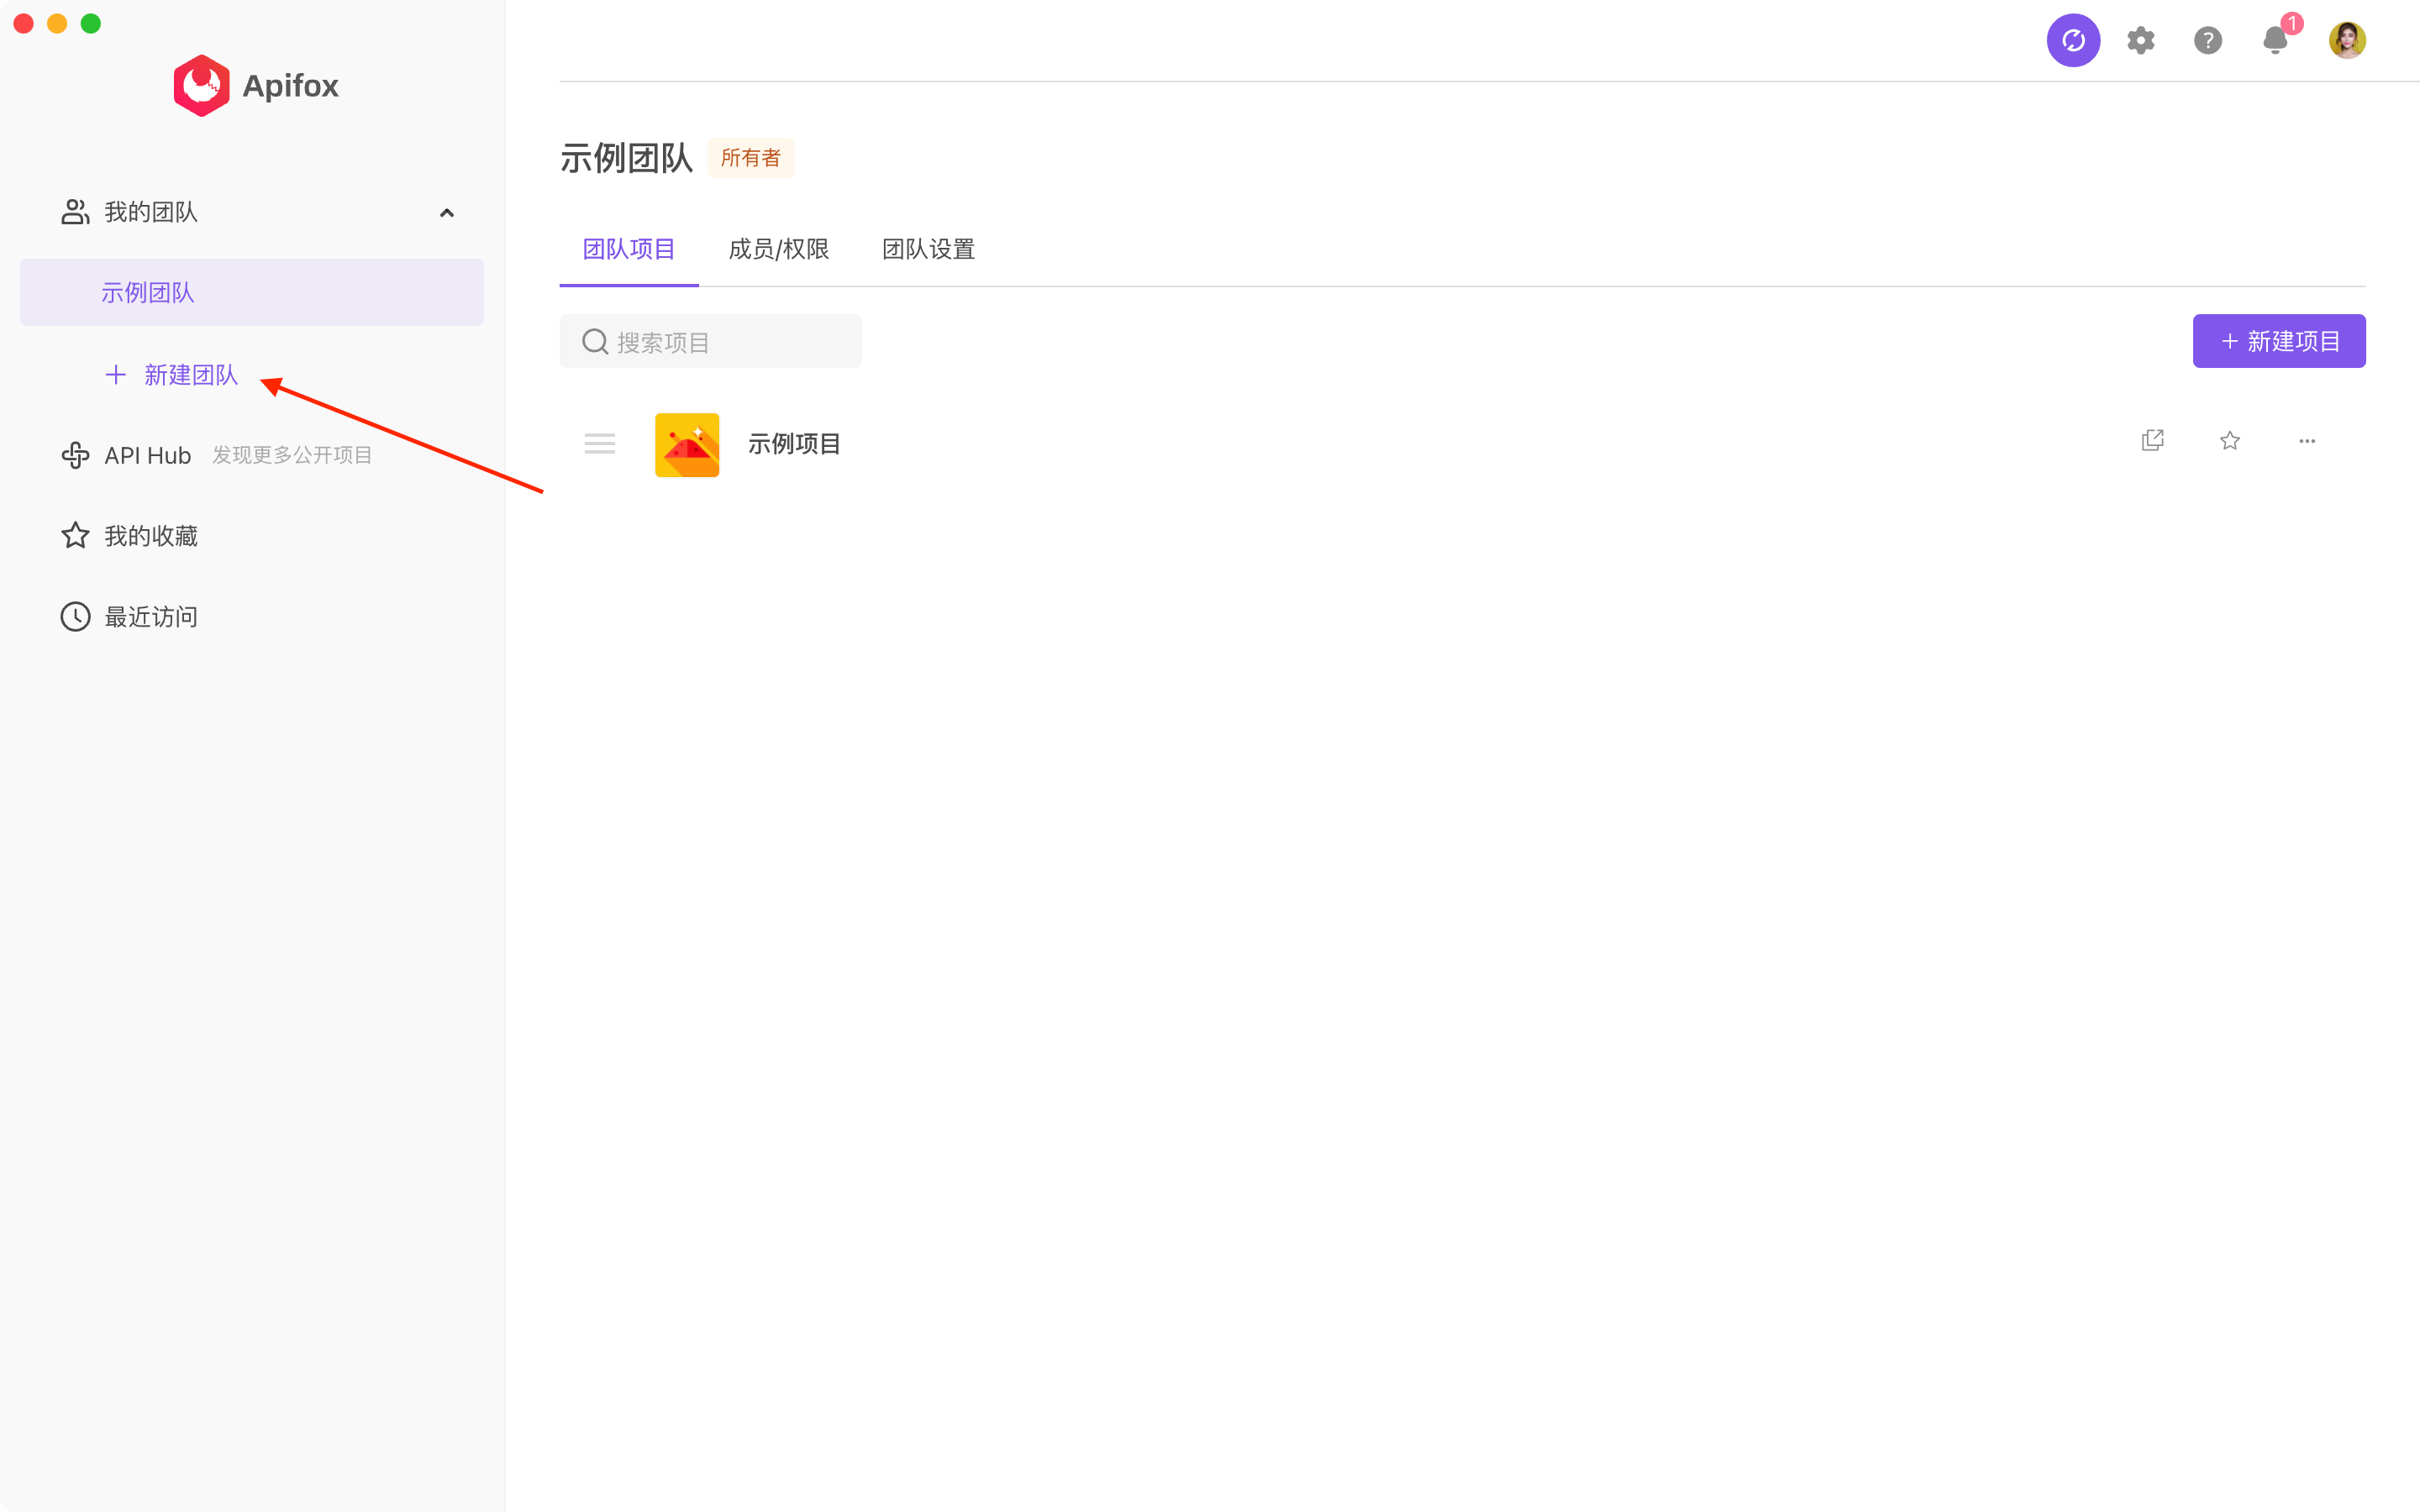 Apifox
我的团队
示例团队
新建团队
API Hub 发现更多公开项目
我的收藏
最近访问
1
示例团队 所有者
团队项目 成员/权限 团队设置
搜索项目
新建项目
示例项目